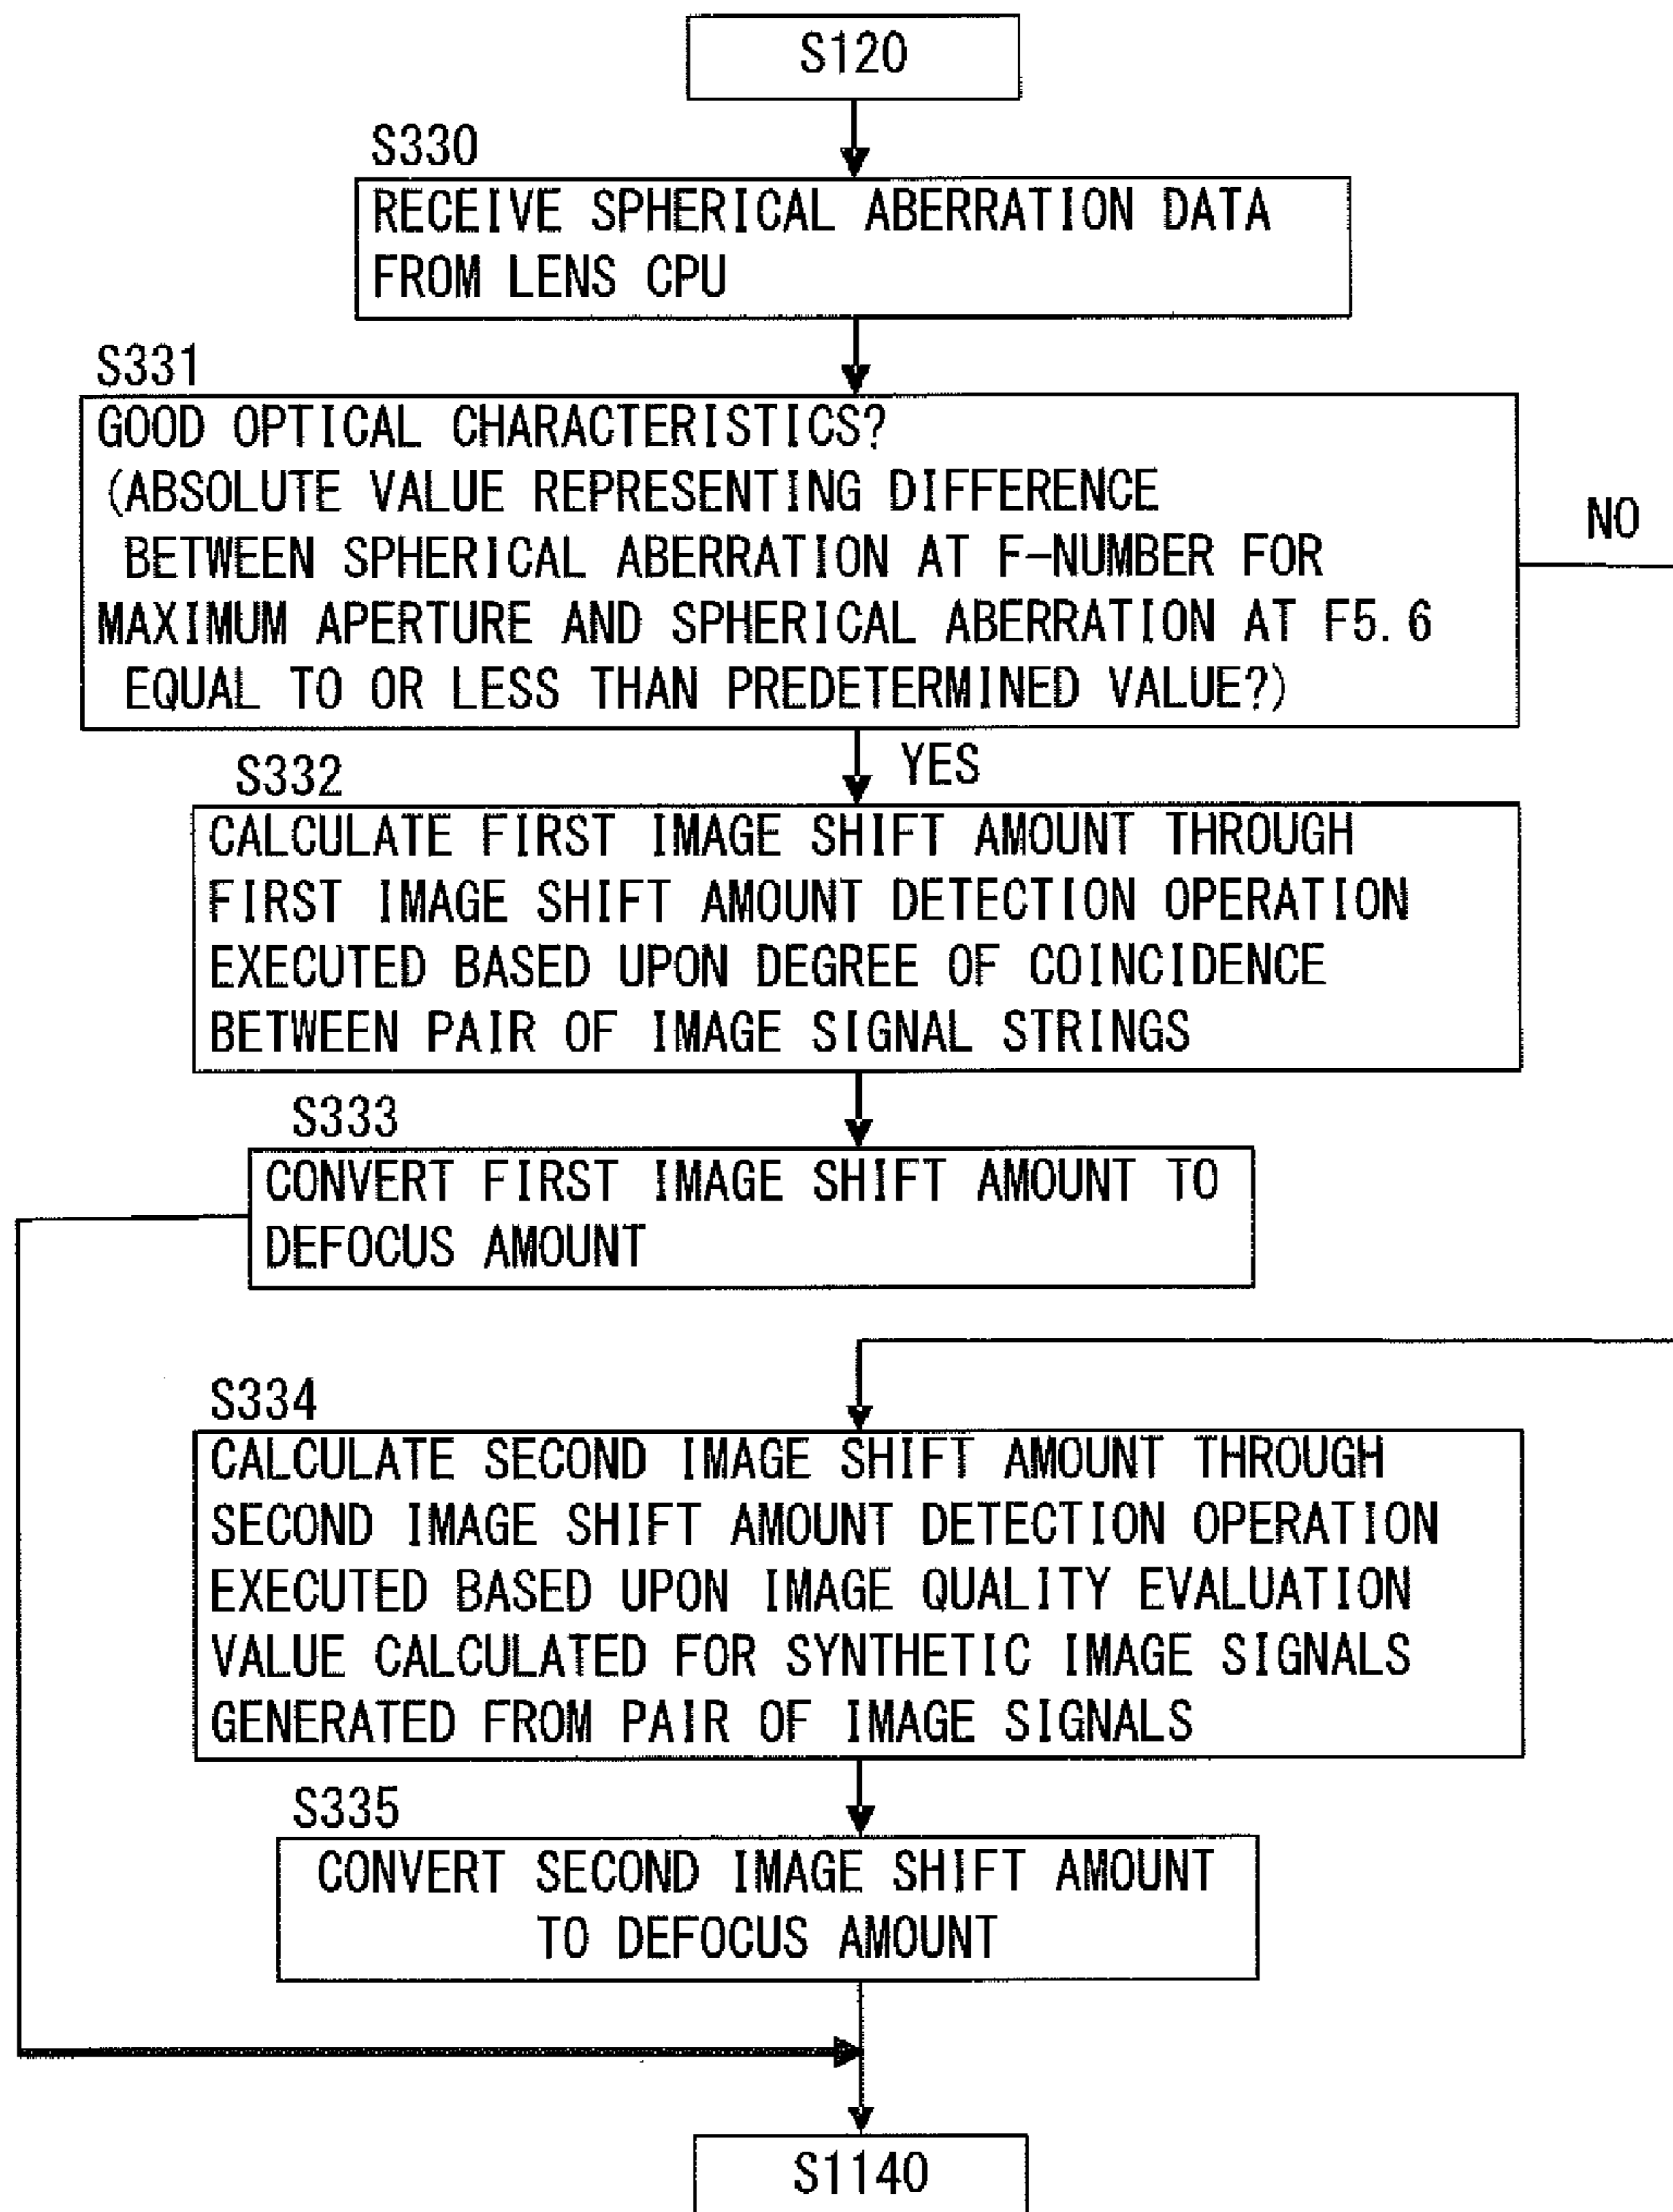 S120
S330
RECEIVE SPHERICAL ABERRATION DATA
FROM LENS CPU
S331
GOOD OPTICAL CHARACTERISTICS?
(ABSOLUTE VALUE REPRESENTING DIFFERENCE
BETWEEN SPHERICAL ABERRATION AT F-NUMBER FOR
MAXIMUM APERTURE AND SPHERICAL ABERRATION AT F5.6
EQUAL TO OR LESS THAN PREDETERMINED VALUE?)
NO
YES
S332
CALCULATE FIRST IMAGE SHIFT AMOUNT THROUGH
FIRST IMAGE SHIFT AMOUNT DETECTION OPERATION
EXECUTED BASED UPON DEGREE OF COINCIDENCE
BETWEEN PAIR OF IMAGE SIGNAL STRINGS
S333
CONVERT FIRST IMAGE SHIFT AMOUNT TO
DEFOCUS AMOUNT
S334
CALCULATE SECOND IMAGE SHIFT AMOUNT THROUGH
SECOND IMAGE SHIFT AMOUNT DETECTION OPERATION
EXECUTED BASED UPON IMAGE QUALITY EVALUATION
VALUE CALCULATED FOR SYNTHETIC IMAGE SIGNALS
GENERATED FROM PAIR OF IMAGE SIGNALS
S335
CONVERT SECOND IMAGE SHIFT AMOUNT
TO DEFOCUS AMOUNT
S1140